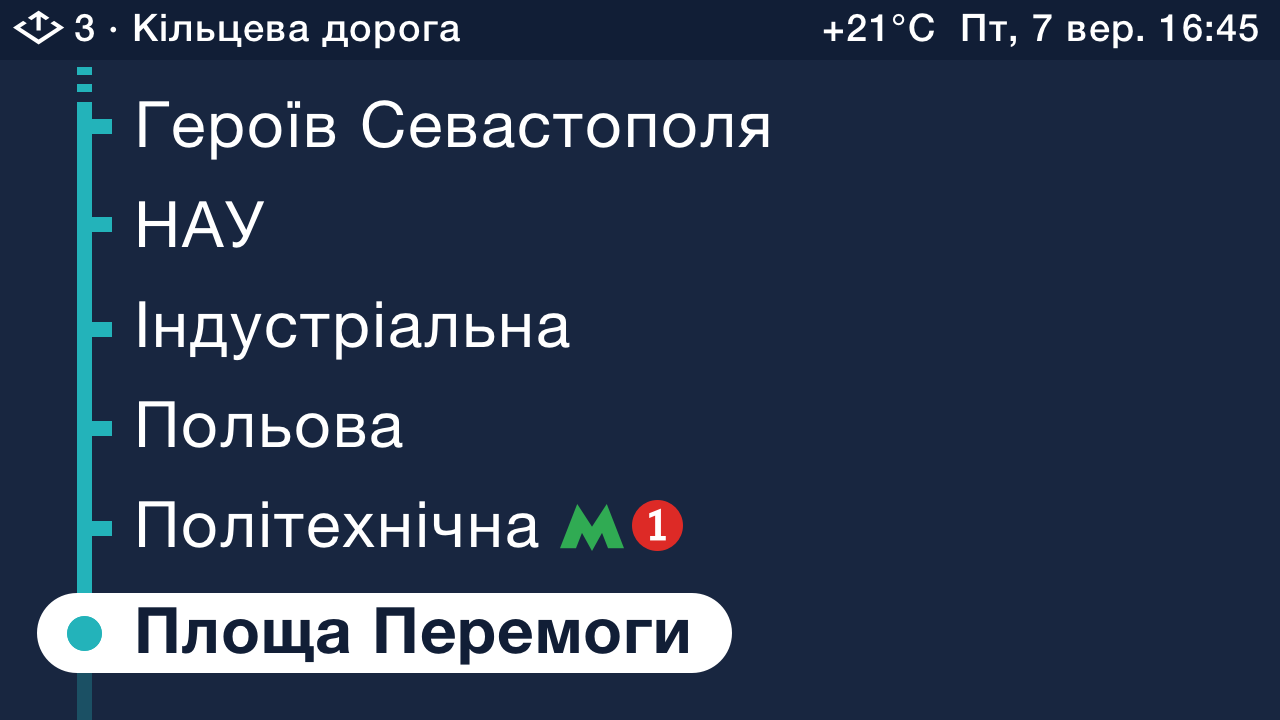 3 · Кільцева дорога
+21°C Пт, 7 вер. 16:45
Героїв Севастополя
НАУ
Індустріальна
Польова
Політехнічна М 1
Площа Перемоги